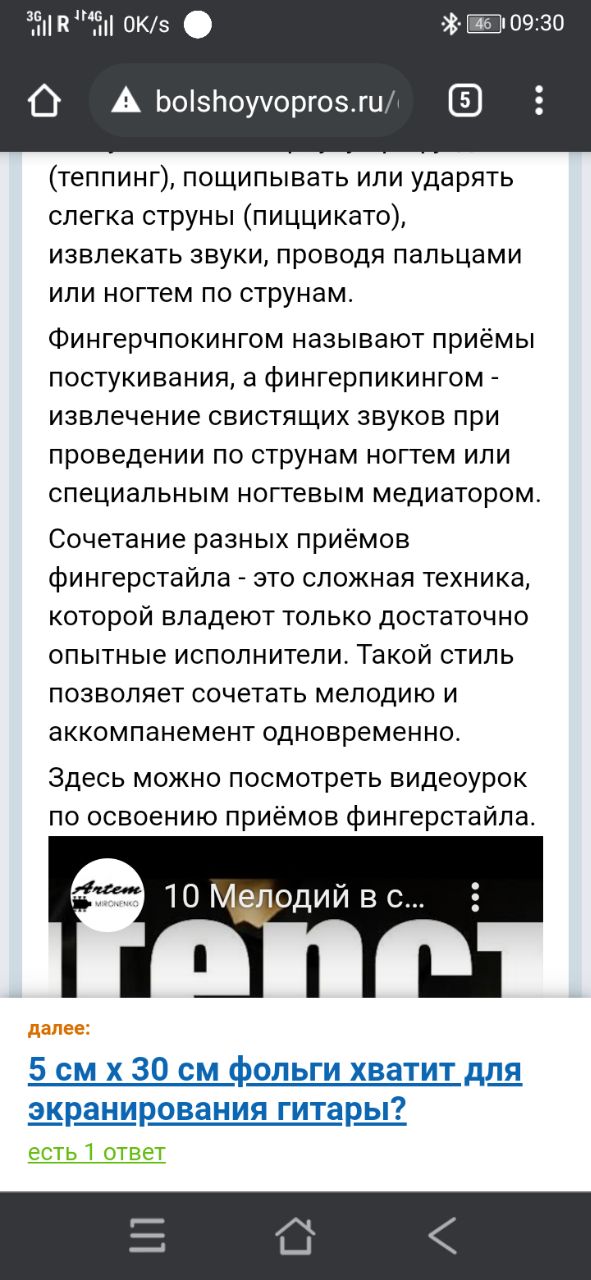 3G R 4G 0K/s 46 09:30
bolshoyvopros.ru/ 5
(теппинг), пощипывать или ударять
слегка струны (пиццикато),
извлекать звуки, проводя пальцами
или ногтем по струнам.
Фингерчпокингом называют приёмы
постукивания, а фингерпикингом -
извлечение свистящих звуков при
проведении по струнам ногтем или
специальным ногтевым медиатором.
Сочетание разных приёмов
фингерстайла - это сложная техника,
которой владеют только достаточно
опытные исполнители. Такой стиль
позволяет сочетать мелодию и
аккомпанемент одновременно.
Здесь можно посмотреть видеоурок
по освоению приёмов фингерстайла.
Artem
MIRONENKO
10 Мелодий в с...
герст
далее:
5 см х 30 см фольги хватит для
экранирования гитары?
есть 1 ответ